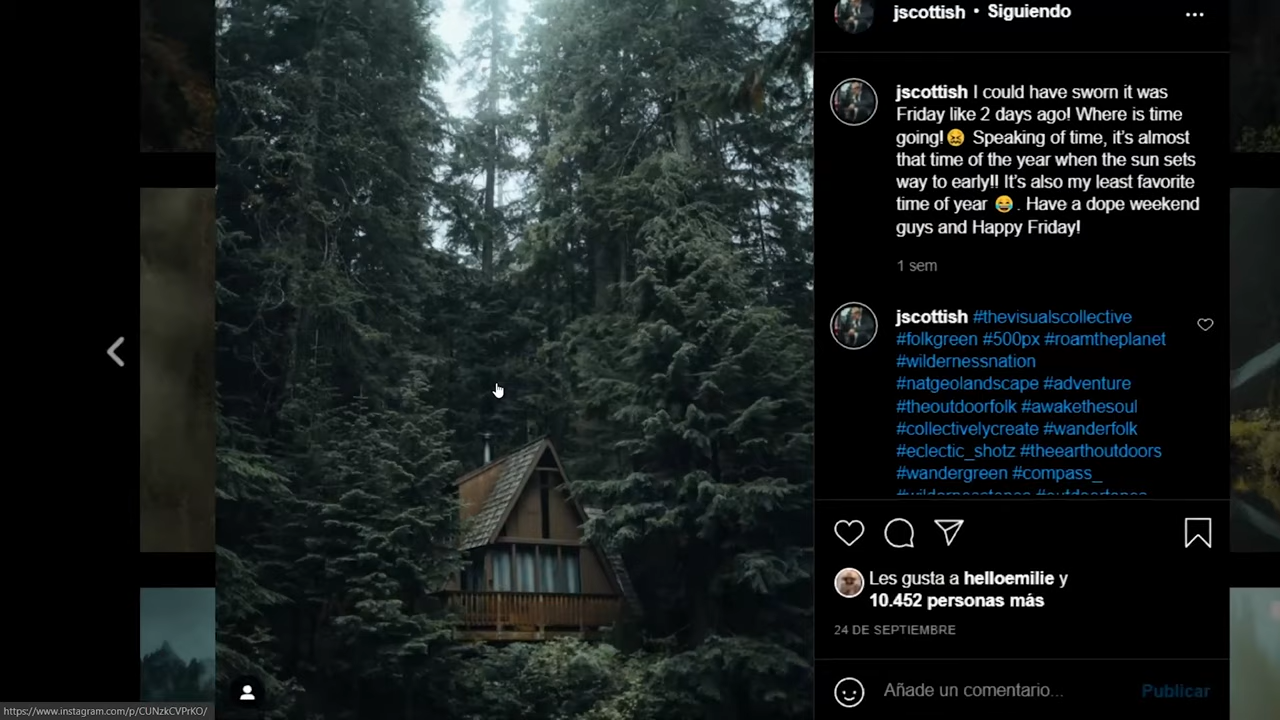 jscottish • Siguiendo
jscottish I could have sworn it was
Friday like 2 days ago! Where is time
going!😖 Speaking of time, it's almost
that time of the year when the sun sets
way to early!! It's also my least favorite
time of year 😂 . Have a dope weekend
guys and Happy Friday!
1 sem
jscottish #thevisualscollective
#folkgreen #500px #roamtheplanet
#wildernessnation
#natgeolandscape #adventure
#theoutdoorfolk #awakethesoul
#collectivelycreate #wanderfolk
#eclectic_shotz #theearthoutdoors
#wandergreen #compass_
Les gusta a helloemilie y
10.452 personas más
24 DE SEPTIEMBRE
Añade un comentario... Publicar
https://www.instagram.com/p/CUNzkCVPrKO/